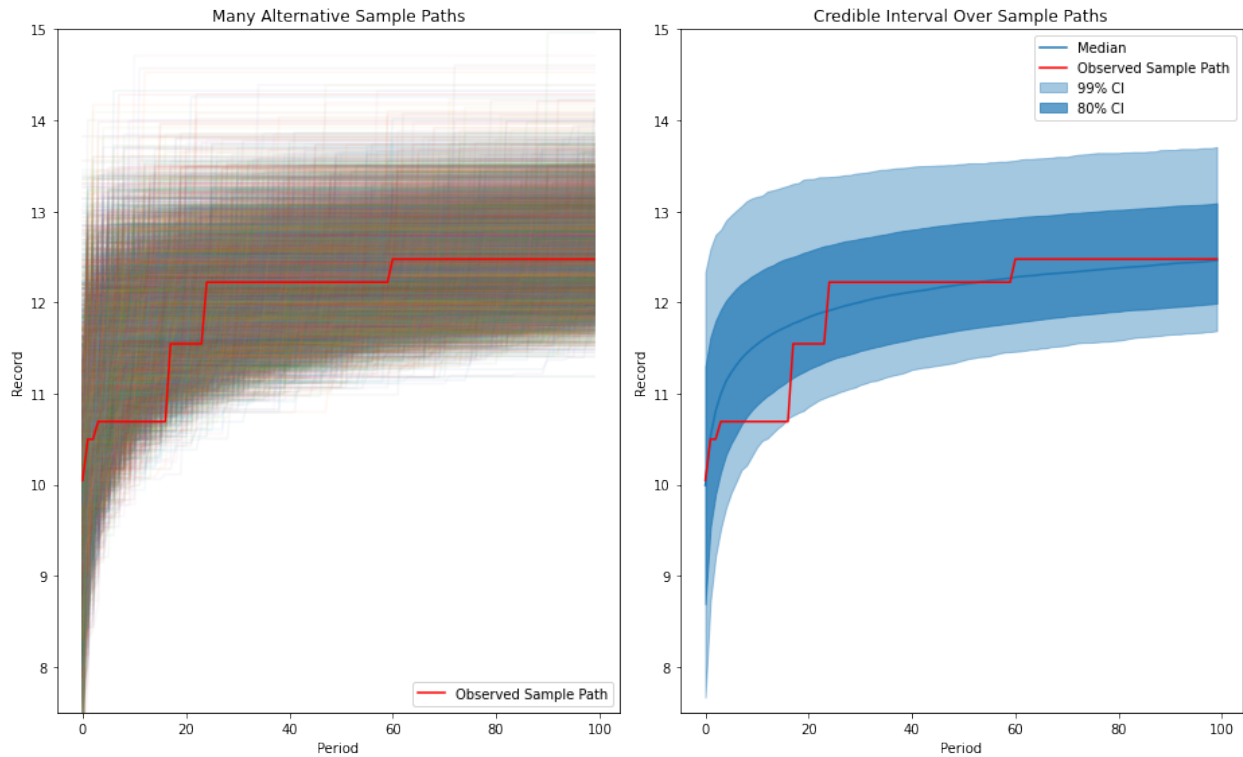 Many Alternative Sample Paths
15
14
13
12
11
10
9
8
Record
0
20
40
60
80
100
Period
Observed Sample Path
Credible Interval Over Sample Paths
Median
Observed Sample Path
99% CI
80% CI
15
14
13
12
11
10
9
8
Record
0
20
40
60
80
100
Period